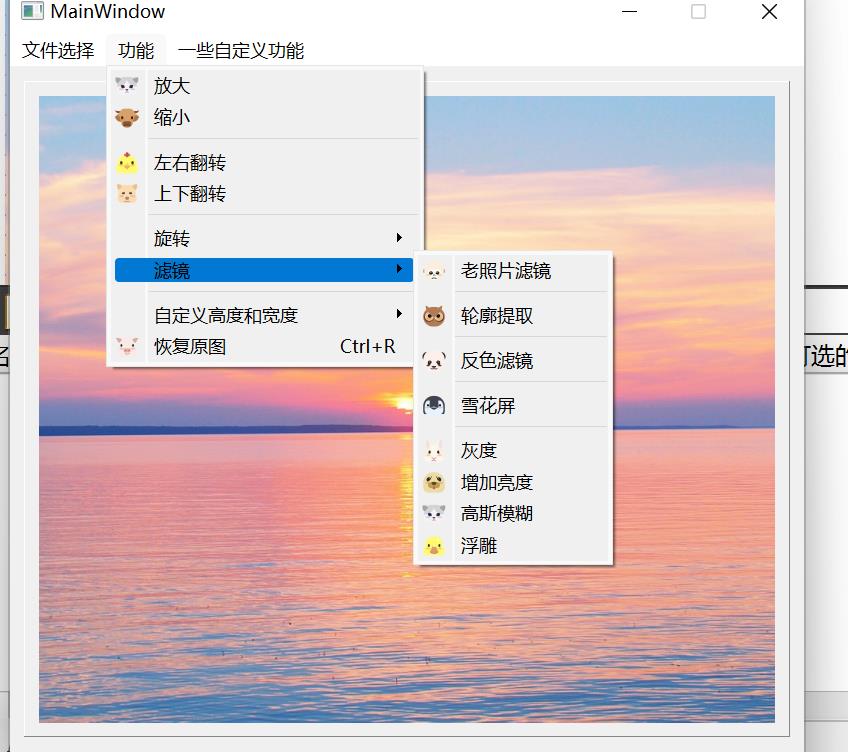 MainWindow
文件选择 功能 一些自定义功能
放大
缩小
左右翻转
上下翻转
旋转
滤镜
自定义高度和宽度
恢复原图 Ctrl+R
老照片滤镜
轮廓提取
反色滤镜
雪花屏
灰度
增加亮度
高斯模糊
浮雕
可选的